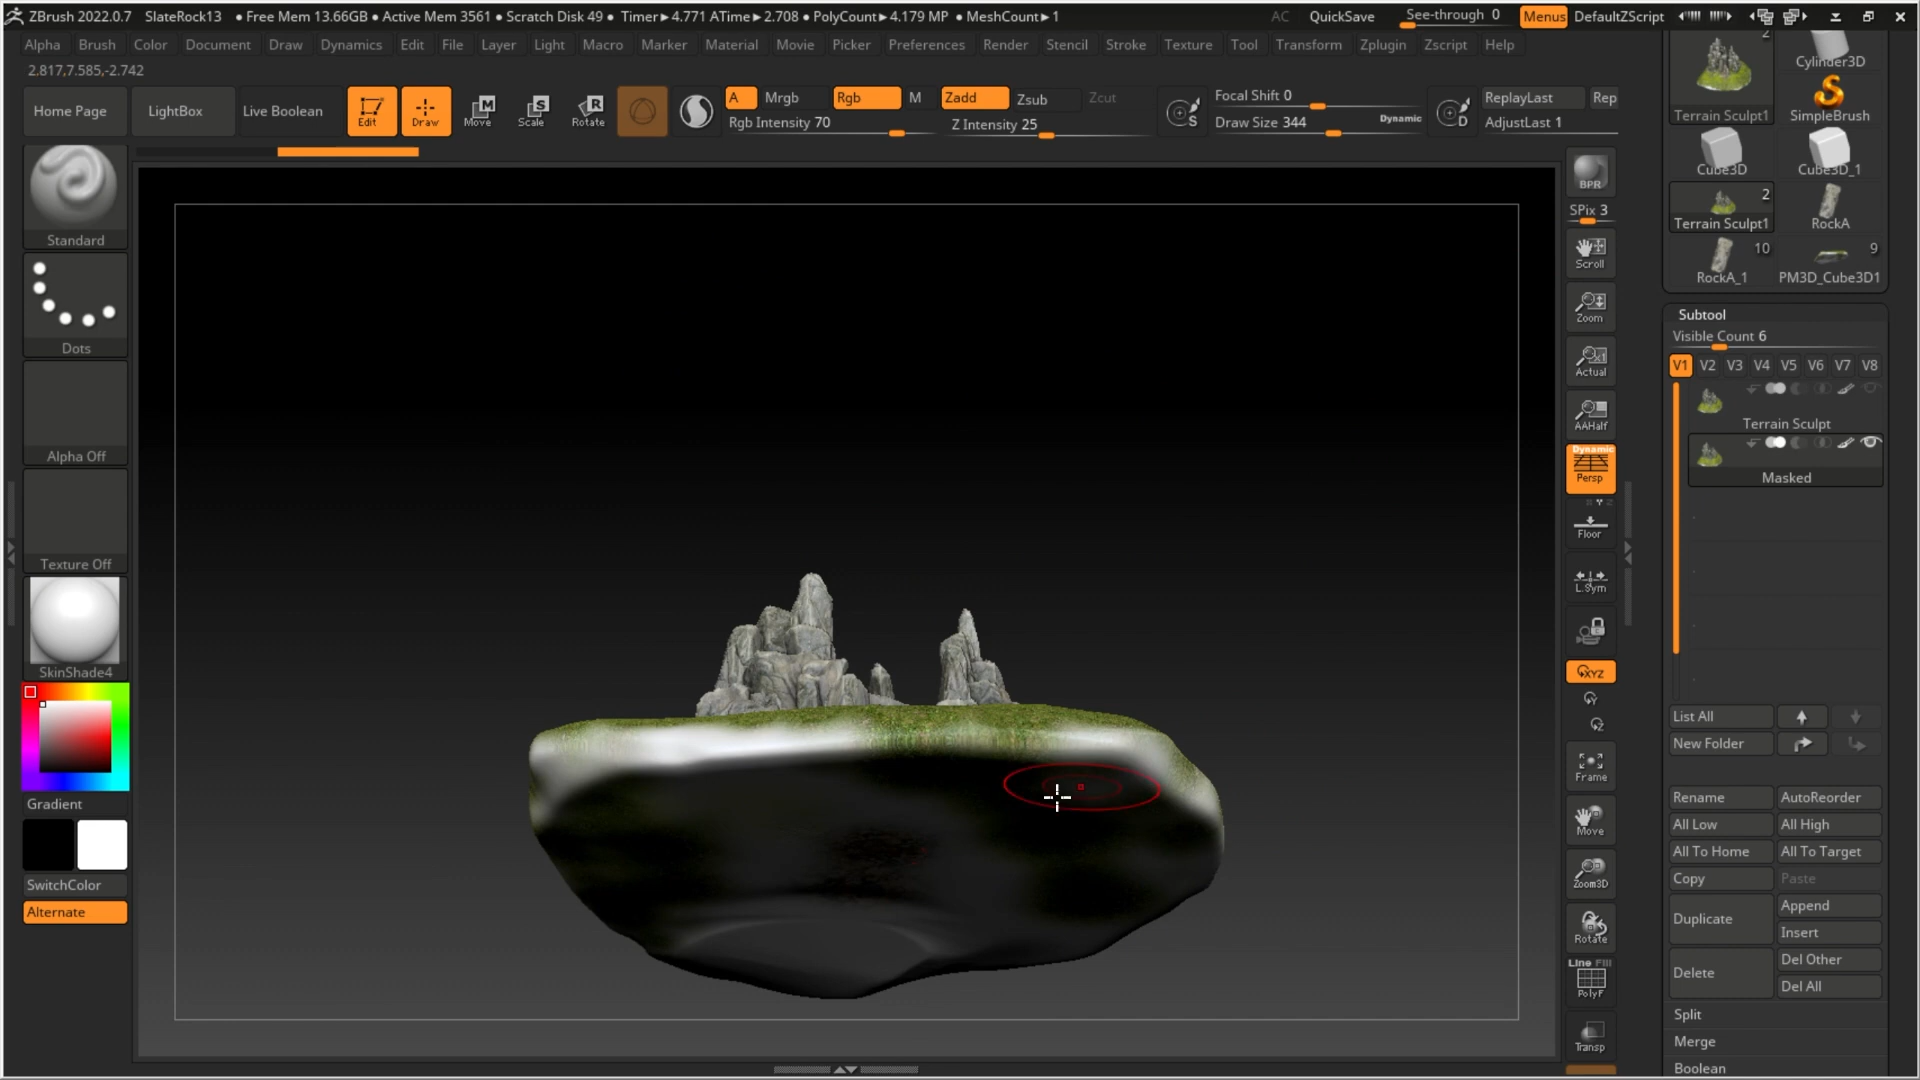 ZBrush 2022.0.7 SlateRock13 • Free Mem 13.66GB • Active Mem 3561 • Scratch Disk 49 • Timer►4.771 ATime►2.708 • PolyCount►4.179 MP • MeshCount►1 AC QuickSave See-through 0 Menus DefaultZScript
Alpha Brush Color Document Draw Dynamics Edit File Layer Light Macro Marker Material Movie Picker Preferences Render Stencil Stroke Texture Tool Transform Zplugin Zscript Help
2.817,7.585,-2.742
Home Page LightBox Live Boolean Edit Draw Move Scale Rotate
M S R
A Mrgb Rgb M Zadd Zsub Zcut
Rgb Intensity 70 Z Intensity 25
S Focal Shift 0
Draw Size 344 Dynamic
D ReplayLast Rep
AdjustLast 1
Standard
Dots
Alpha Off
Texture Off
SkinShade4
Gradient
SwitchColor
Alternate
BPR
SPix 3
Scroll
Zoom
Actual
AAHalf
Dynamic
Persp
Floor
L.Sym
XYZ
Frame
Move
Zoom3D
Rotate
Line Fill
PolyF
Transp
2
Terrain Sculpt1 Cylinder3D
SimpleBrush
Cube3D Cube3D_1
2
Terrain Sculpt1 RockA
10 9
RockA_1 PM3D_Cube3D1
Subtool
Visible Count 6
V1 V2 V3 V4 V5 V6 V7 V8
Terrain Sculpt
Masked
List All
New Folder
Rename AutoReorder
All Low All High
All To Home All To Target
Copy Paste
Duplicate Append
Insert
Delete Del Other
Del All
Split
Merge
Boolean